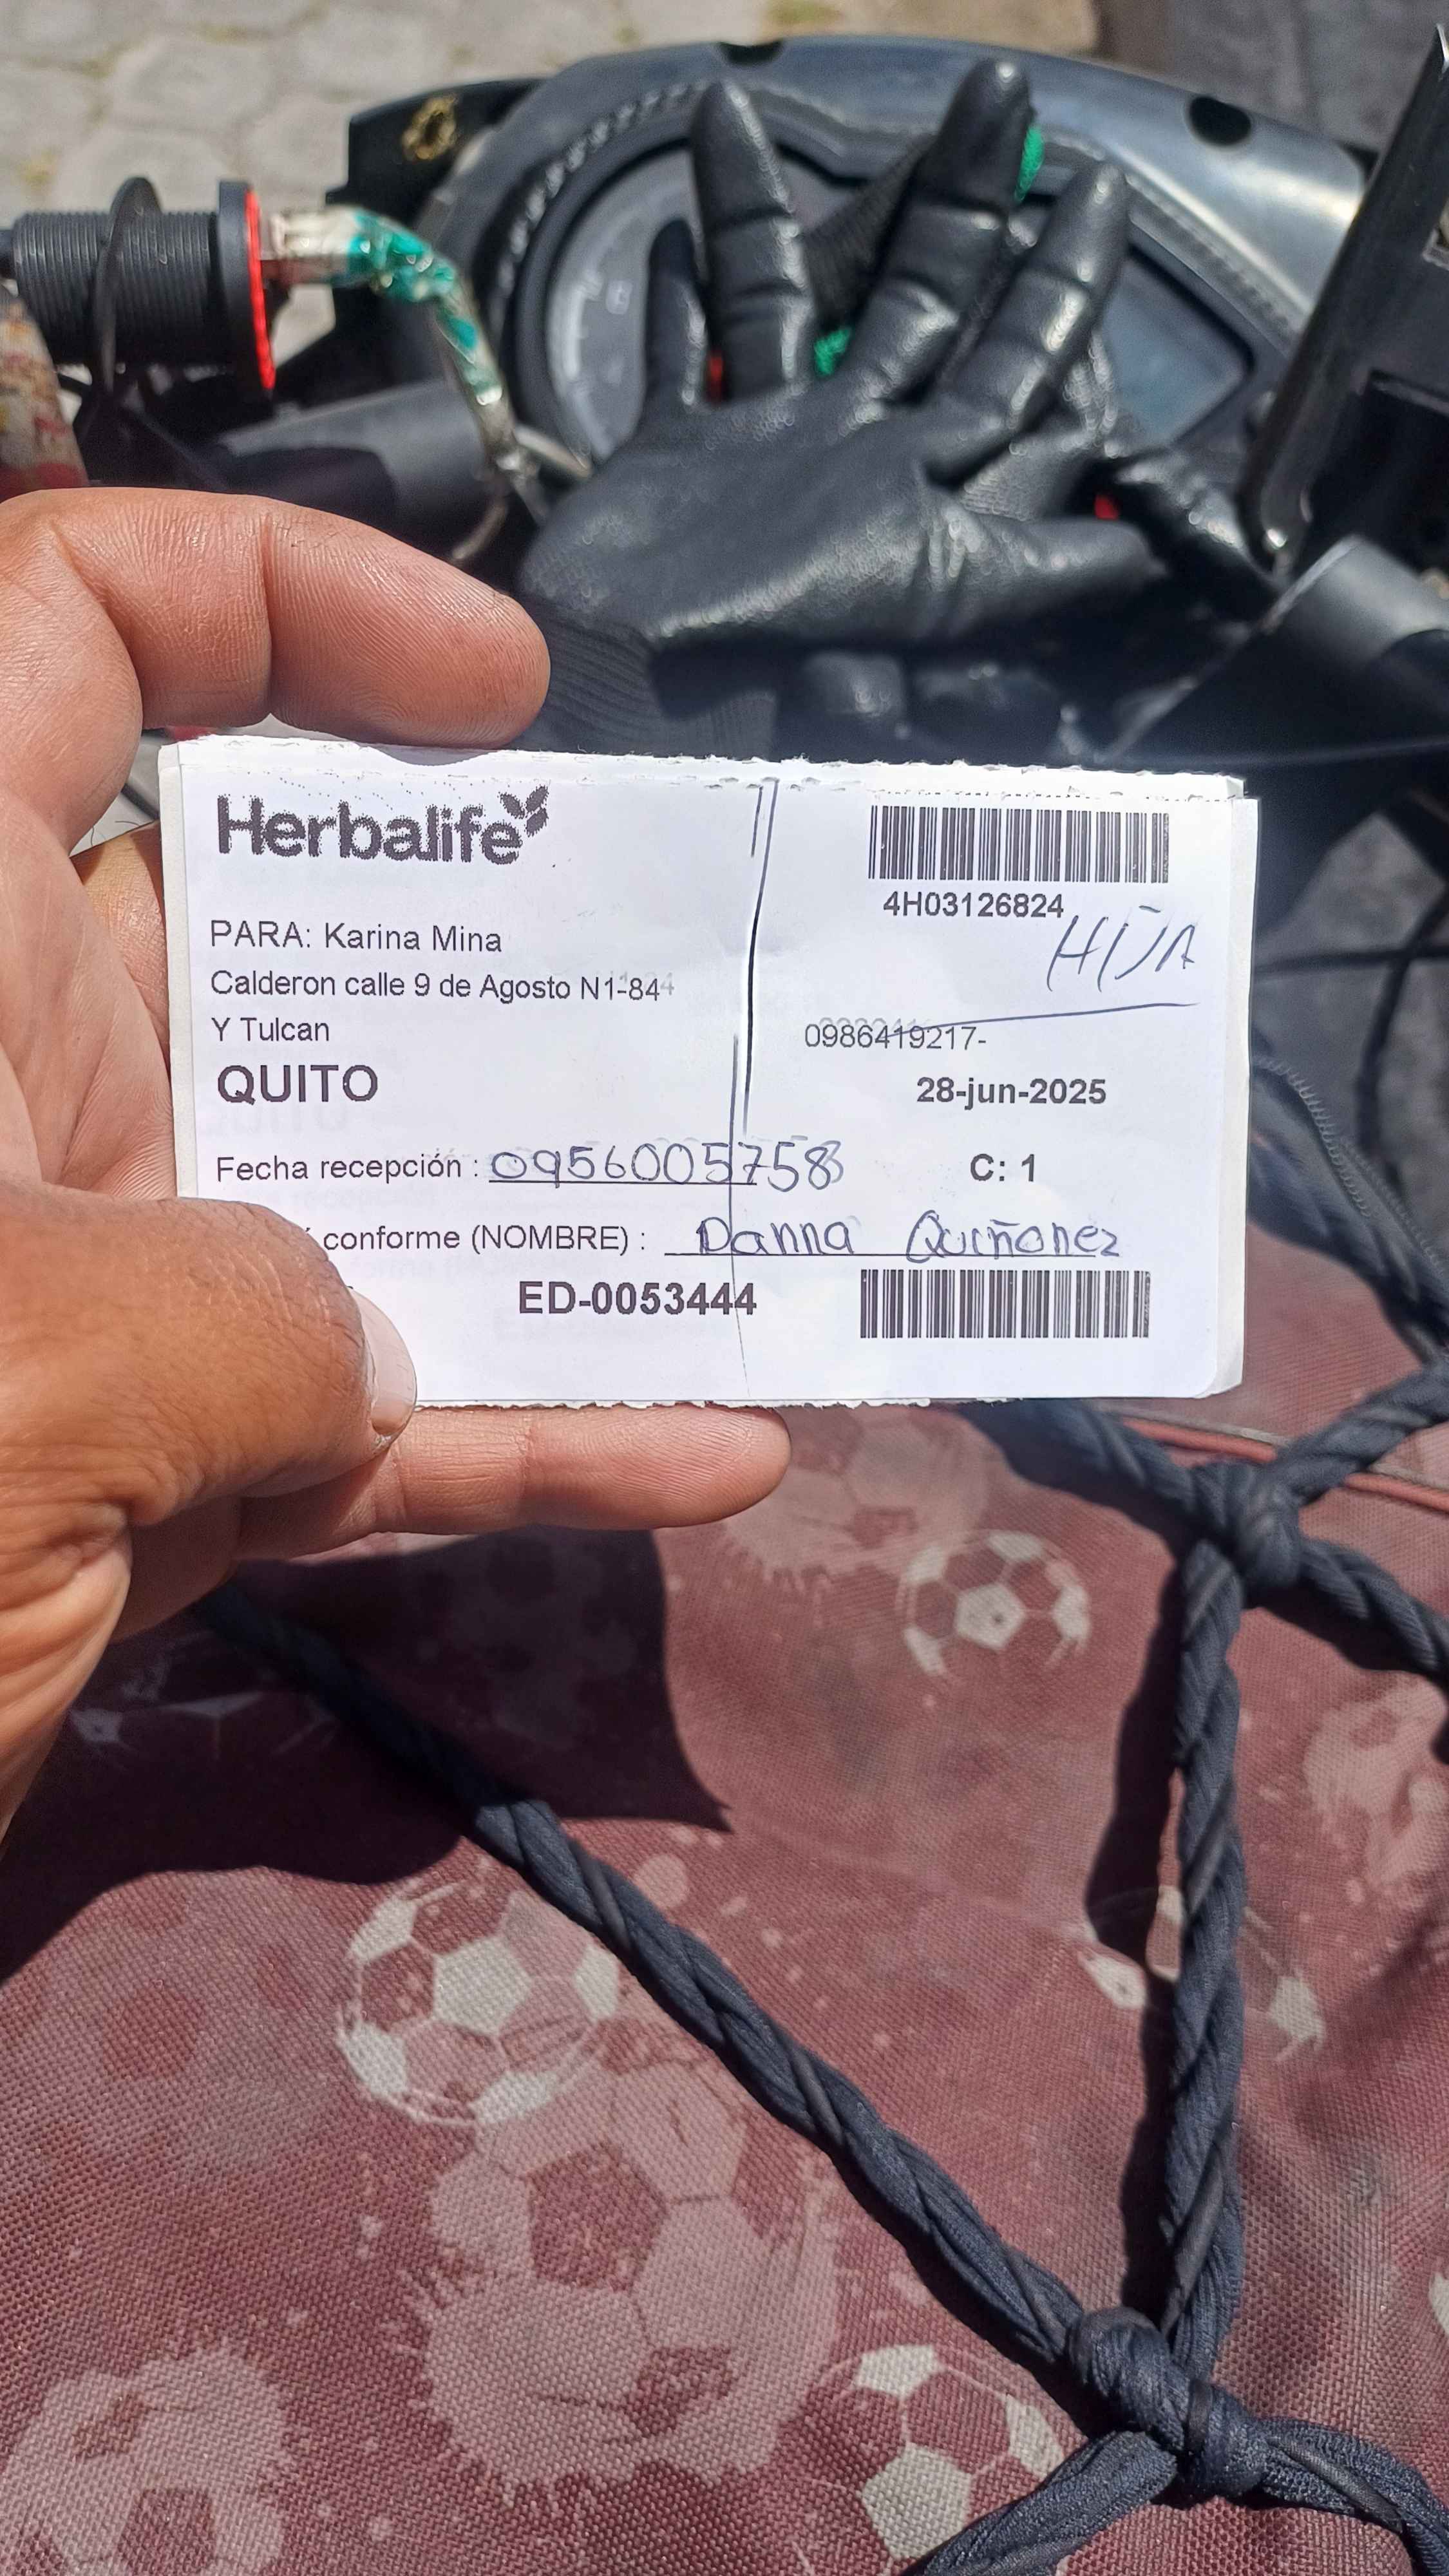 Herbalife
4H03126824
HIJA
PARA: Karina Mina
Calderon calle 9 de Agosto N1-84
Y Tulcan
0986419217-
QUITO
28-jun-2025
Fecha recepción : 0956005758
C: 1
conforme (NOMBRE) : Danna Quiñonez
ED-0053444